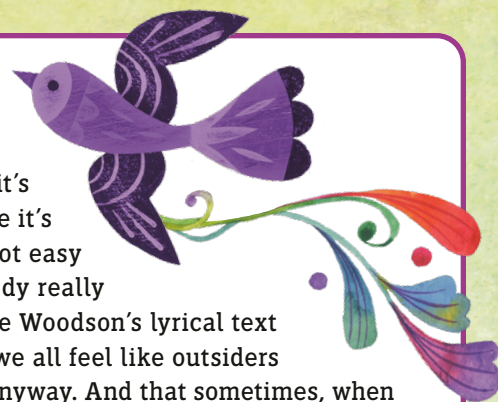 it's
e it's
ot easy
dy really
e Woodson's lyrical text
we all feel like outsiders
nyway. And that sometimes, when